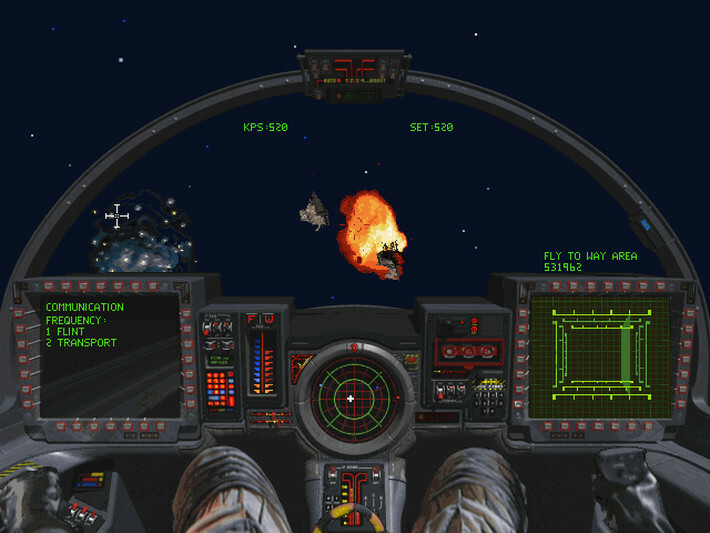 KPS:520
SET:520
FLY TO WAY AREA
531962
COMMUNICATION
FREQUENCY:
1 FLINT
2 TRANSPORT
F W